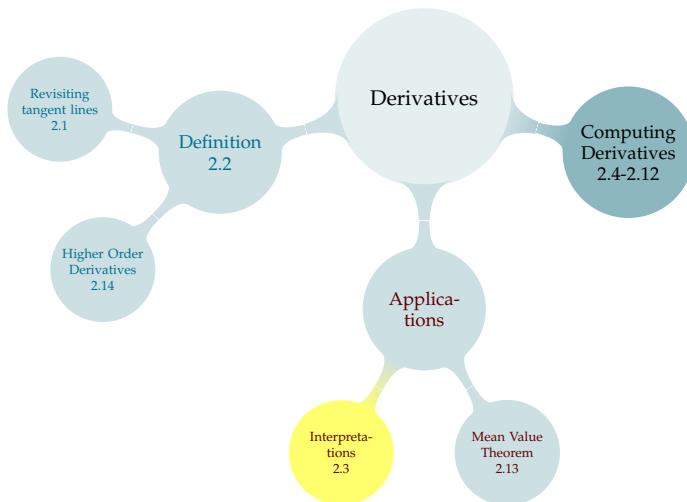 Derivatives
Revisiting
tangent lines
2.1
Definition
2.2
Computing
Derivatives
2.4-2.12
Higher Order
Derivatives
2.14
Applica-
tions
Interpreta-
tions
2.3
Mean Value
Theorem
2.13